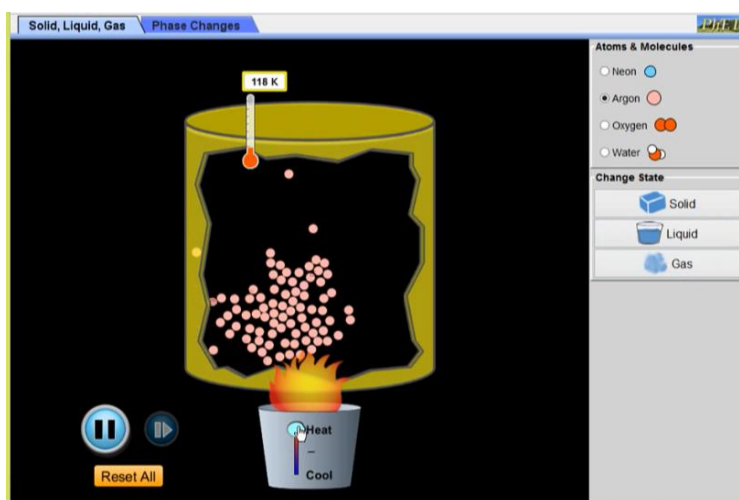 Solid, Liquid, Gas
Phase Changes
118 K
Atoms & Molecules
Neon
Argon
Oxygen
Water
Change State
Solid
Liquid
Gas
Heat
–
Cool
Reset All